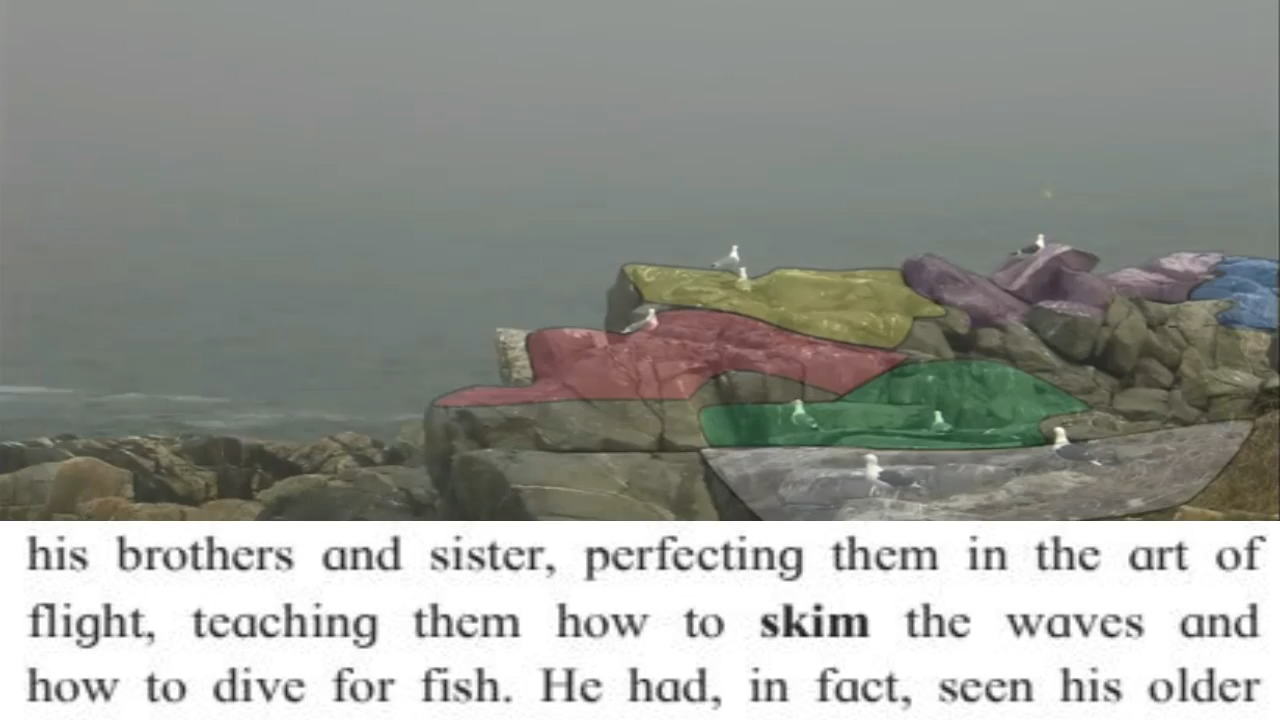 his brothers and sister, perfecting them in the art of
flight, teaching them how to skim the waves and
how to dive for fish. He had, in fact, seen his older